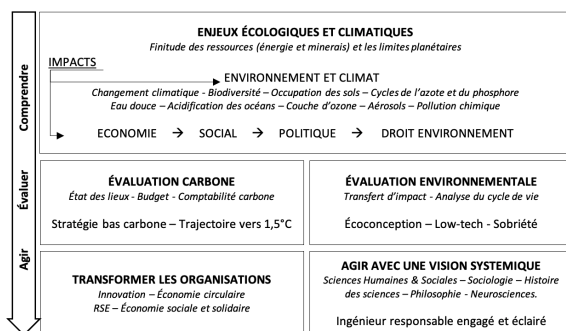 ENJEUX ÉCOLOGIQUES ET CLIMATIQUES
Finitude des ressources (énergie et minerais) et les limites planétaires
IMPACTS
ENVIRONNEMENT ET CLIMAT
Changement climatique - Biodiversité – Occupation des sols – Cycles de l'azote et du phosphore
Eau douce – Acidification des océans – Couche d'ozone – Aérosols – Pollution chimique
ECONOMIE → SOCIAL → POLITIQUE → DROIT ENVIRONNEMENT
Comprendre
ÉVALUATION CARBONE
État des lieux - Budget - Comptabilité carbone
Stratégie bas carbone – Trajectoire vers 1,5°C
ÉVALUATION ENVIRONNEMENTALE
Transfert d'impact - Analyse du cycle de vie
Écoconception – Low-tech - Sobriété
Évaluer
TRANSFORMER LES ORGANISATIONS
Innovation – Économie circulaire
RSE – Économie sociale et solidaire
AGIR AVEC UNE VISION SYSTEMIQUE
Sciences Humaines & Sociales – Sociologie – Histoire
des sciences – Philosophie - Neurosciences.
Ingénieur responsable engagé et éclairé
Agir